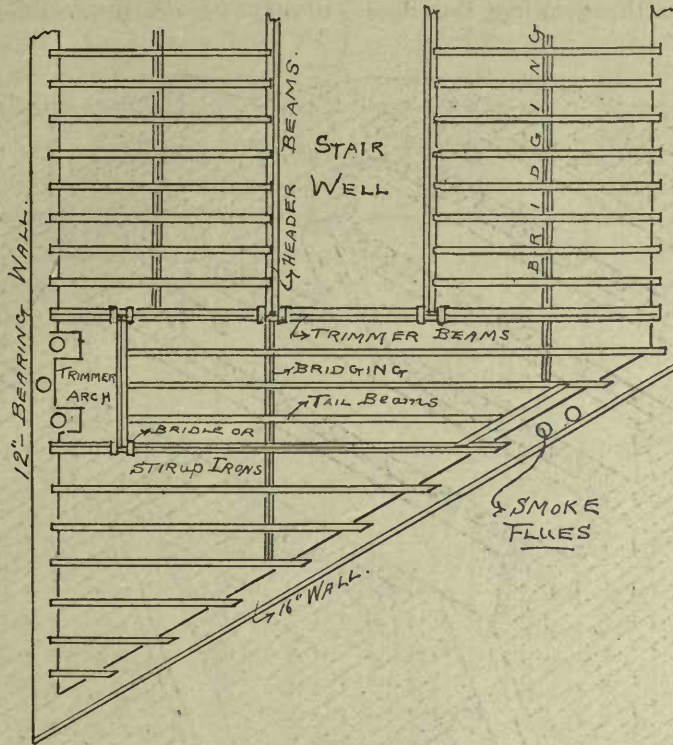 STAIR
WELL
HEADER BEAMS.
BRIDGING
12"- BEARING WALL.
TRIMMER BEAMS
BRIDGING
TRIMMER
ARCH
TAIL Beams
BRIDLE OR
STIRUP IRONS
SMOKE
FLUES
16" WALL.